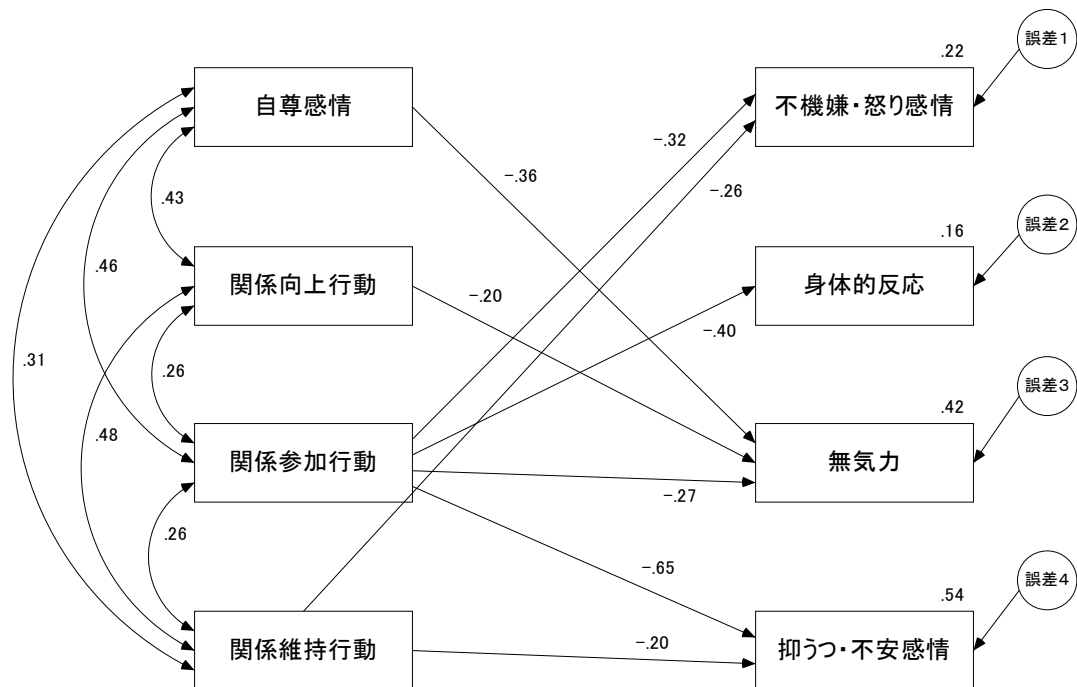 誤差1
.22
自尊感情
不機嫌・怒り感情
-.32
-.36
-.26
.43
誤差2
.16
関係向上行動
身体的反応
.46
-.20
-.40
.31
.26
誤差3
.42
.48
関係参加行動
無気力
-.27
.26
-.65
誤差4
.54
関係維持行動
-.20
抑うつ・不安感情